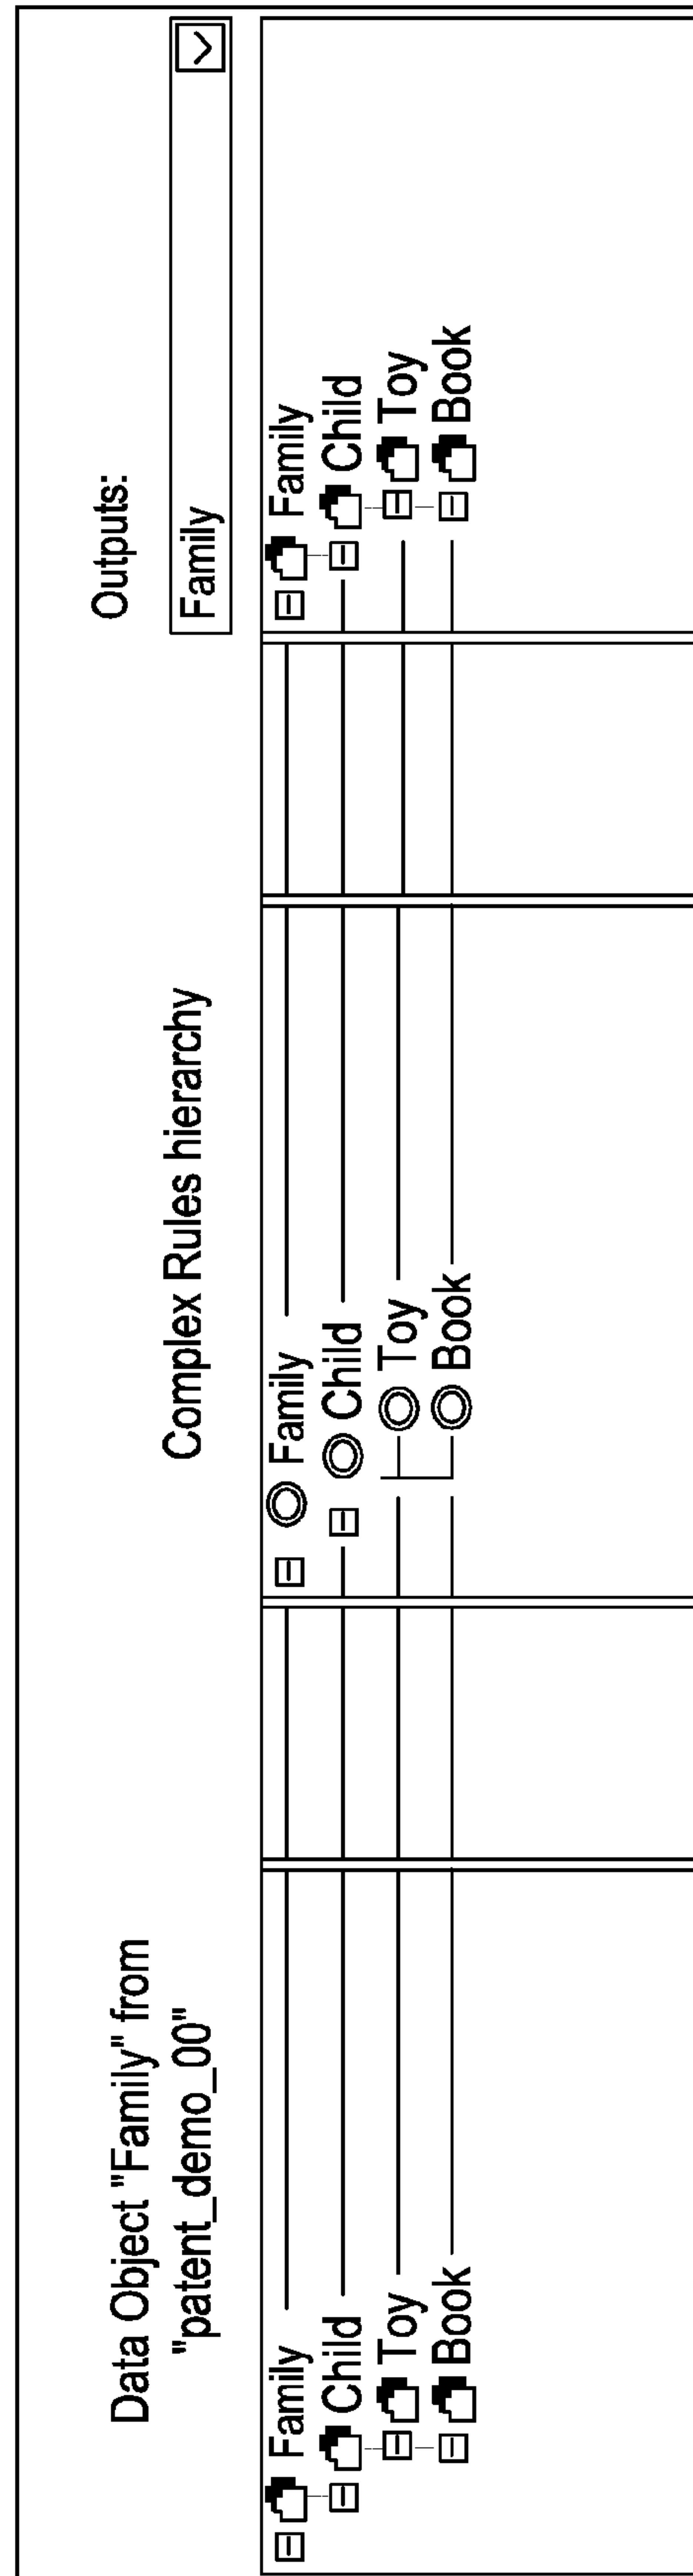 Data Object "Family" from
"patent_demo_00"
Family
Child
Toy
Book
Complex Rules hierarchy
Family
Child
Toy
Book
Outputs:
Family
Family
Child
Toy
Book